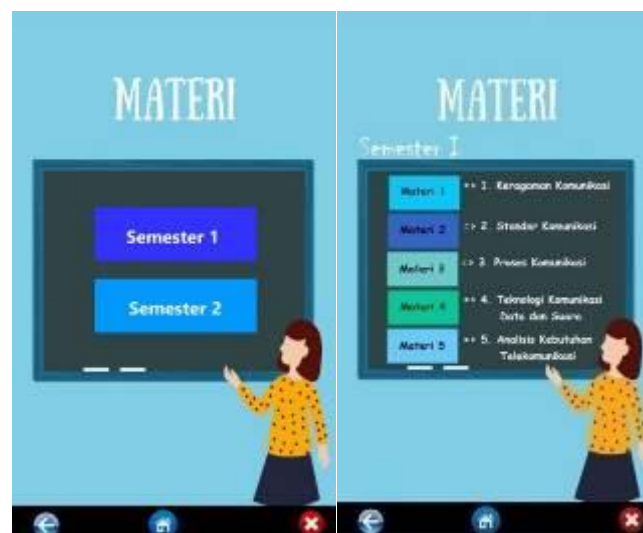 MATERI
Semester 1
Semester 2
MATERI
Semester I
Materi 1 => 1. Keragaman Komunikasi
Materi 2 => 2. Standar Komunikasi
Materi 3 => 3. Proses Komunikasi
Materi 4 => 4. Teknologi Komunikasi
Data dan Suara
Materi 5 => 5. Analisis Kebutuhan
Telekomunikasi